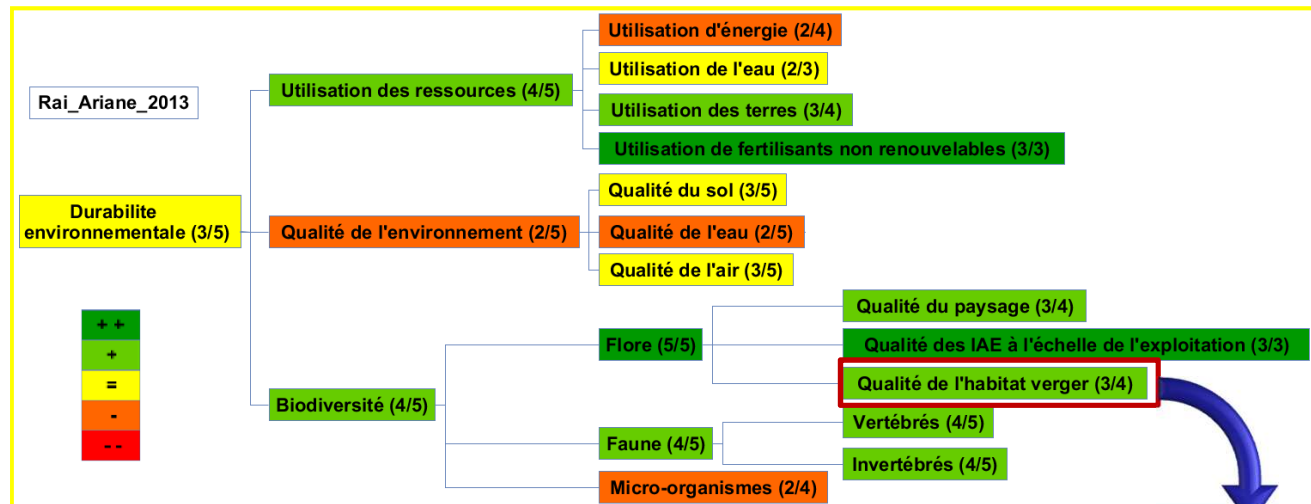 Utilisation d'énergie (2/4)
Utilisation de l'eau (2/3)
Utilisation des ressources (4/5)
Rai_Ariane_2013
Utilisation des terres (3/4)
Utilisation de fertilisants non renouvelables (3/3)
Qualité du sol (3/5)
Durabilite
environnementale (3/5)
Qualité de l'environnement (2/5)
Qualité de l'eau (2/5)
Qualité de l'air (3/5)
Qualité du paysage (3/4)
+ +
+
=
-
- -
Flore (5/5)
Qualité des IAE à l'échelle de l'exploitation (3/3)
Qualité de l'habitat verger (3/4)
Biodiversité (4/5)
Vertébrés (4/5)
Faune (4/5)
Invertébrés (4/5)
Micro-organismes (2/4)